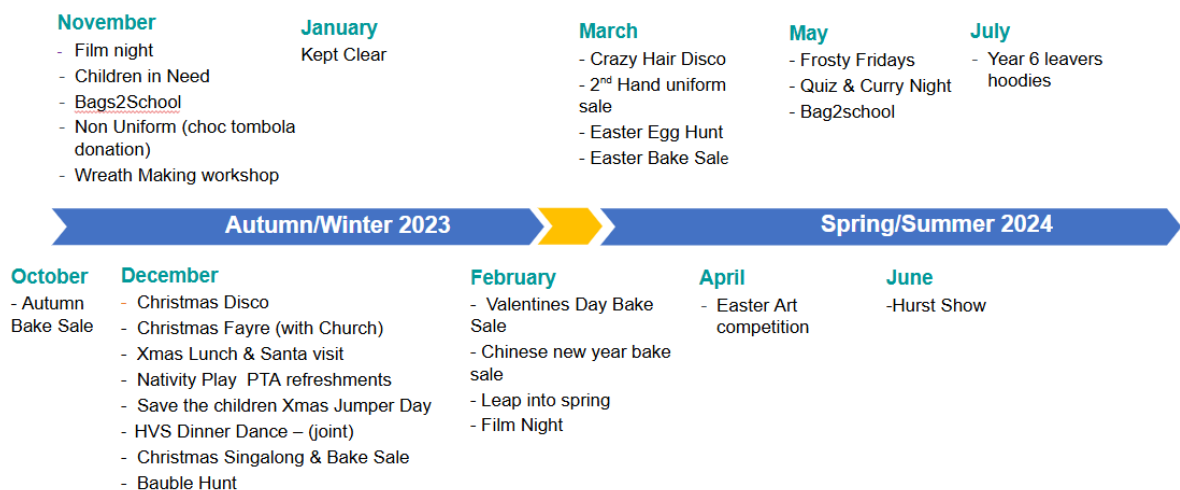 November
- Film night
- Children in Need
- Bags2School
- Non Uniform (choc tombola
donation)
- Wreath Making workshop
January
Kept Clear
March
- Crazy Hair Disco
- 2nd Hand uniform
sale
- Easter Egg Hunt
- Easter Bake Sale
May
- Frosty Fridays
- Quiz & Curry Night
- Bag2school
July
- Year 6 leavers
hoodies
Autumn/Winter 2023
Spring/Summer 2024
October
- Autumn
Bake Sale
December
- Christmas Disco
- Christmas Fayre (with Church)
- Xmas Lunch & Santa visit
- Nativity Play  PTA refreshments
- Save the children Xmas Jumper Day
- HVS Dinner Dance – (joint)
- Christmas Singalong & Bake Sale
- Bauble Hunt
February
- Valentines Day Bake
Sale
- Chinese new year bake
sale
- Leap into spring
- Film Night
April
- Easter Art
competition
June
-Hurst Show